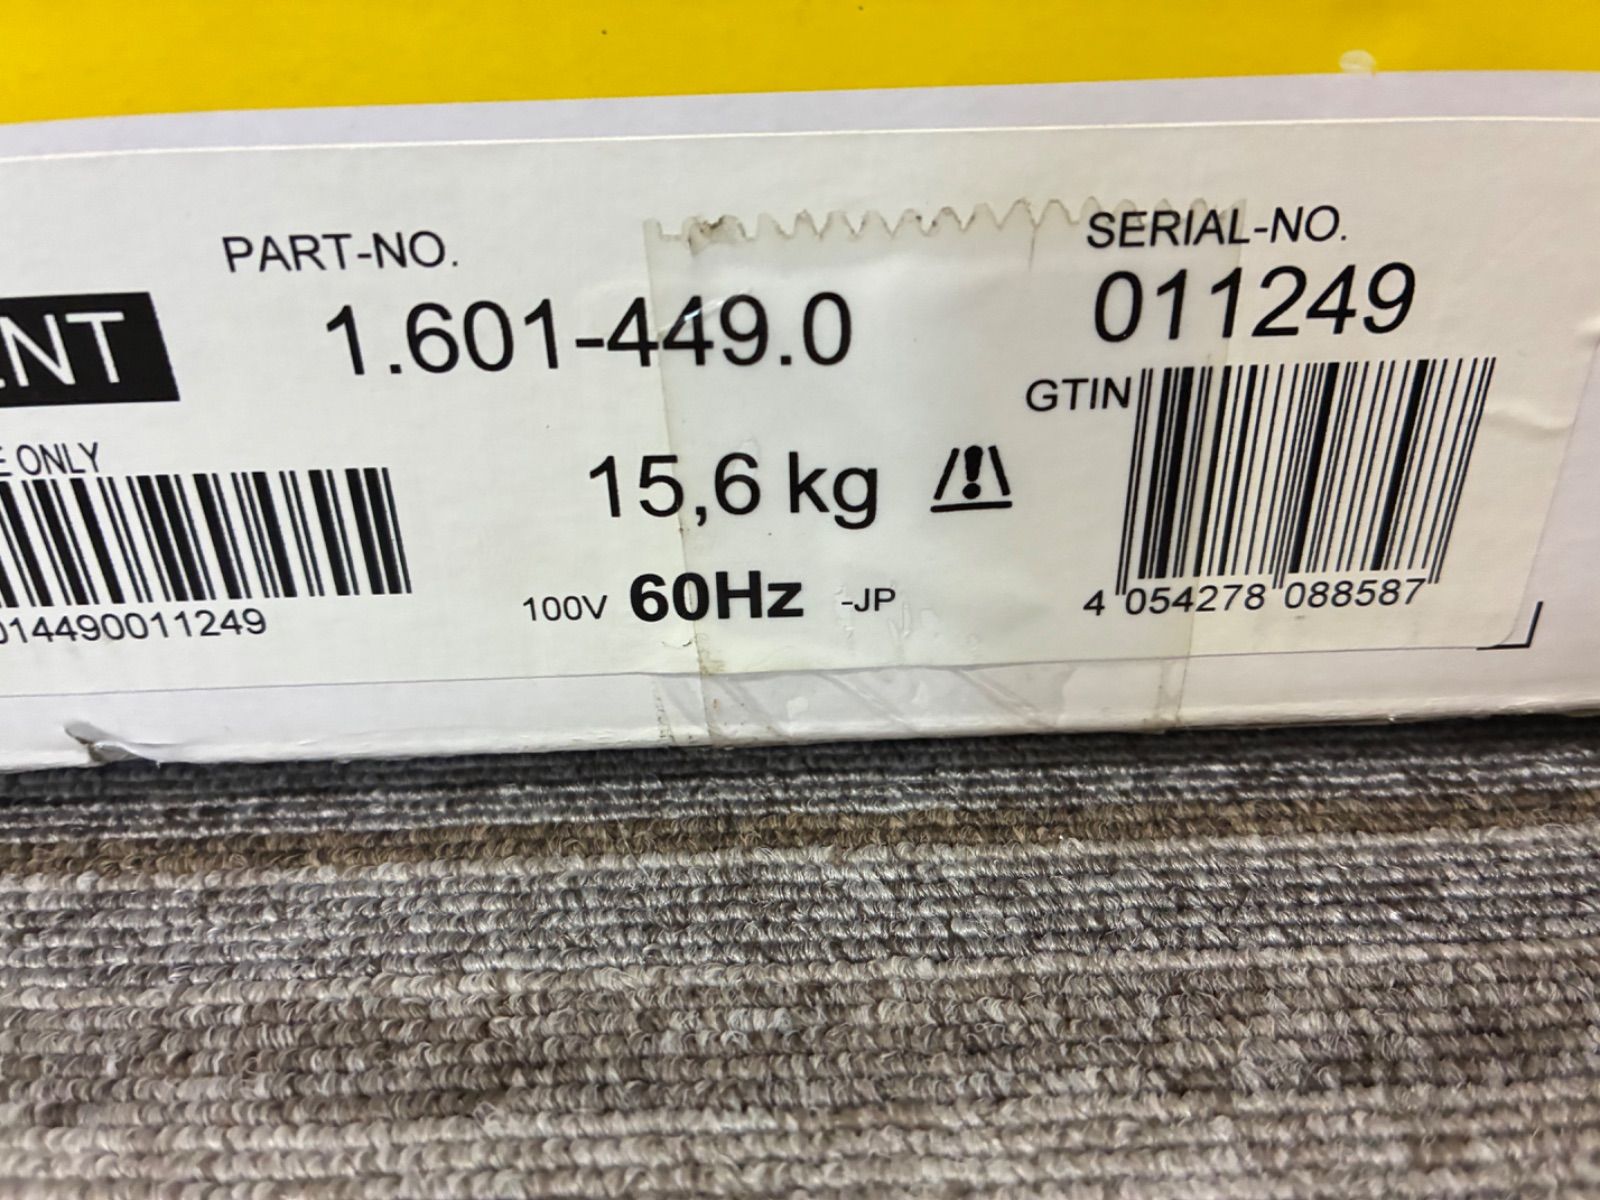 PART-NO.
1.601-449.0
SERIAL-NO.
011249
NT
ONLY
15,6 kg
GTIN
100V 60Hz -JP
14490011249
4 054278 088587